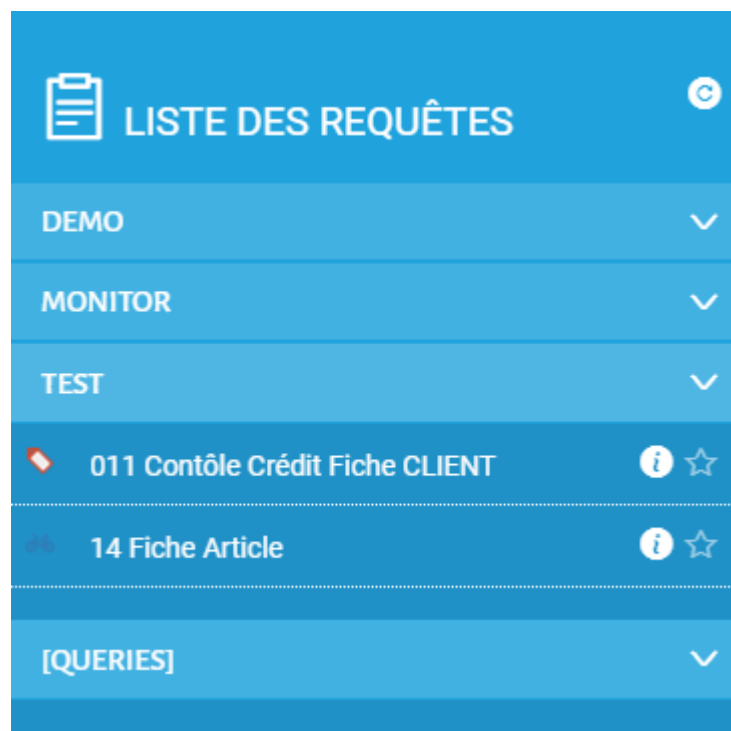 LISTE DES REQUÊTES
DEMO
MONITOR
TEST
011 Contôle Crédit Fiche CLIENT
14 Fiche Article
[QUERIES]